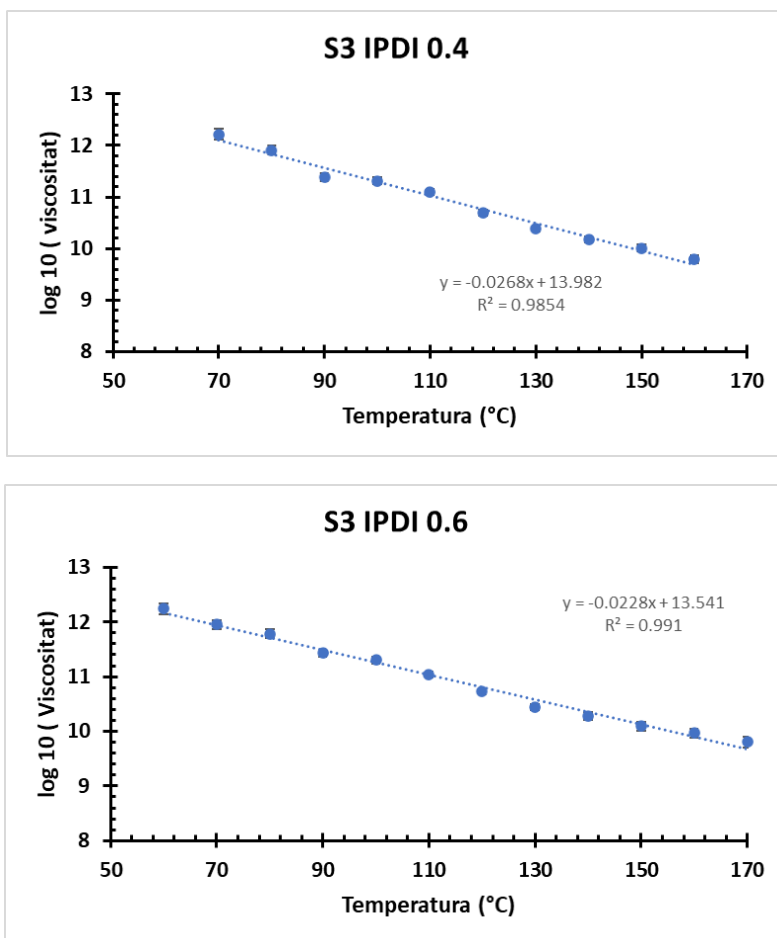 S3 IPDI 0.4
log 10 ( viscositat)
13
12
11
10
9
8
y = -0.0268x + 13.982
R² = 0.9854
50 70 90 110 130 150 170
Temperatura (°C)
S3 IPDI 0.6
log 10 ( Viscositat)
13
12
11
10
9
8
y = -0.0228x + 13.541
R² = 0.991
50 70 90 110 130 150 170
Temperatura (°C)